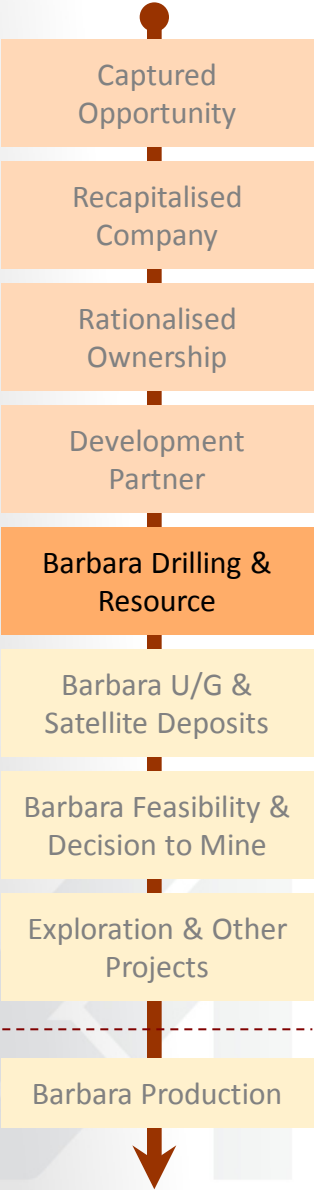 Captured
Opportunity
Recapitalised
Company
Rationalised
Ownership
Development
Partner
Barbara Drilling &
Resource
Barbara U/G &
Satellite Deposits
Barbara Feasibility &
Decision to Mine
Exploration & Other
Projects
Barbara Production